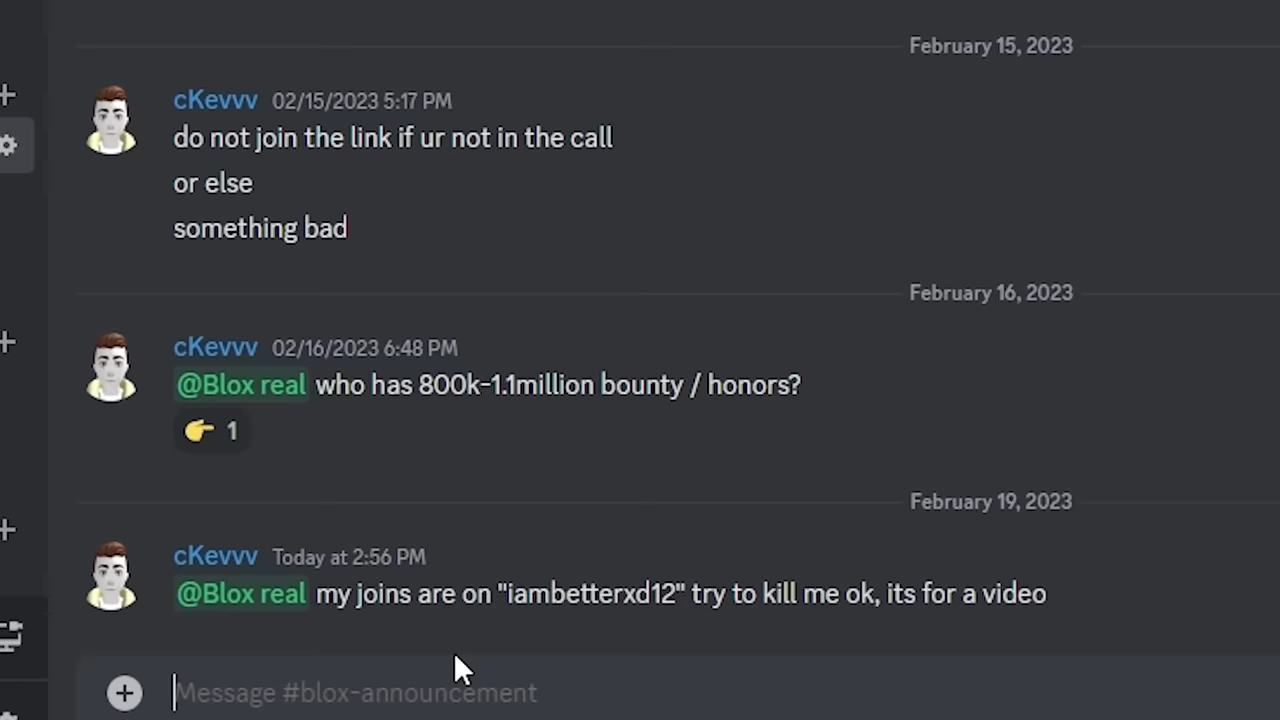 February 15, 2023
cKevvv 02/15/2023 5:17 PM
do not join the link if ur not in the call
or else
something bad
February 16, 2023
cKevvv 02/16/2023 6:48 PM
@Blox real who has 800k-1.1million bounty / honors?
👉 1
February 19, 2023
cKevvv Today at 2:56 PM
@Blox real my joins are on "iambetterxd12" try to kill me ok, its for a video
Message #blox-announcement